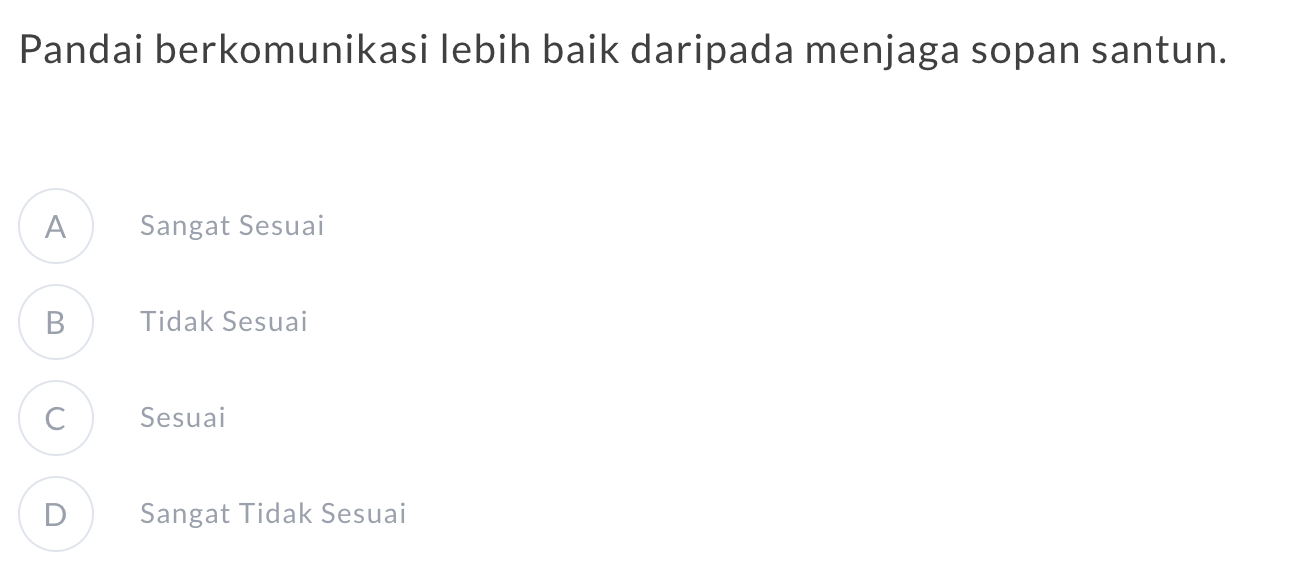 Pandai berkomunikasi lebih baik daripada menjaga sopan santun.
A Sangat Sesuai
B Tidak Sesuai
C Sesuai
D Sangat Tidak Sesuai